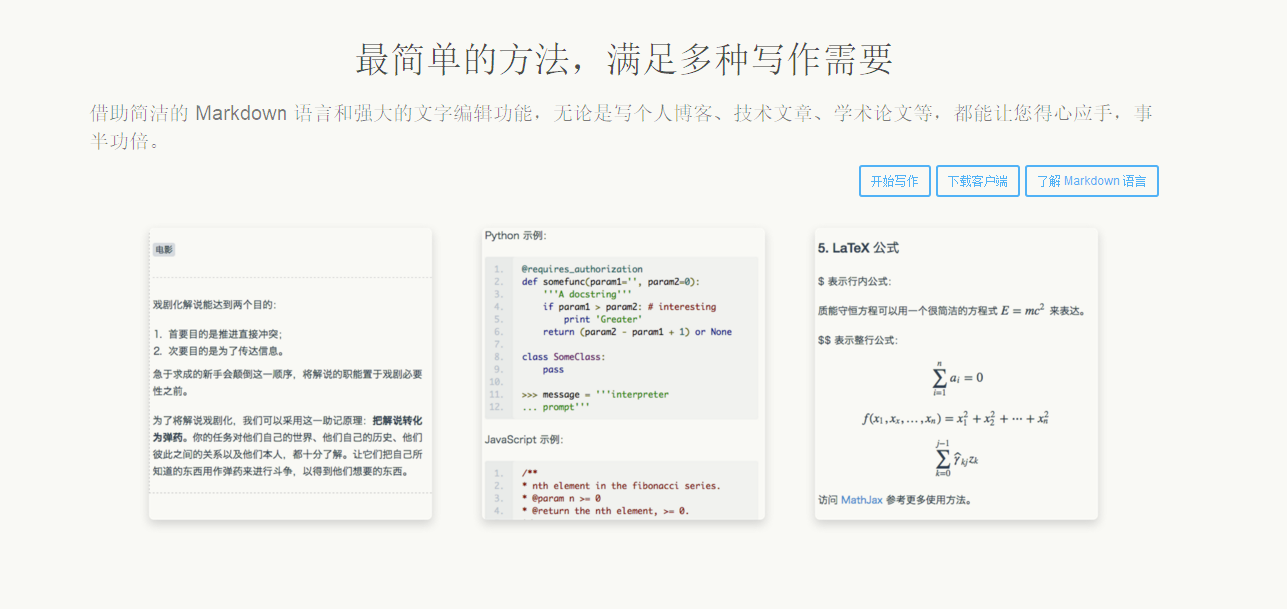 最简单的方法，满足多种写作需要
借助简洁的 Markdown 语言和强大的文字编辑功能，无论是写个人博客、技术文章、学术论文等，都能让您得心应手，事
半功倍。
开始写作 下载客户端 了解 Markdown 语言
电影
戏剧化解说能达到两个目的：
1. 首要目的是推进直接冲突；
2. 次要目的是为了传达信息。
急于求成的新手会颠倒这一顺序，将解说的职能置于戏剧必要
性之前。
为了将解说戏剧化，我们可以采用这一助记原理：把解说转化
为弹药。你的任务对他们自己的世界、他们自己的历史、他们
彼此之间的关系以及他们本人，都十分了解。让它们把自己所
知道的东西用作弹药来进行斗争，以得到他们想要的东西。
Python 示例：
1. @requires_authorization
2. def somefunc(param1='', param2=0):
3. '''A docstring'''
4. if param1 > param2: # interesting
5. print 'Greater'
6. return (param2 - param1 + 1) or None
7.
8. class SomeClass:
9. pass
10.
11. >>> message = '''interpreter
12. ... prompt'''
JavaScript 示例：
1. /**
2. * nth element in the fibonacci series.
3. * @param n >= 0
4. * @return the nth element, >= 0.
5. LaTeX 公式
$ 表示行内公式：
质能守恒方程可以用一个很简洁的方程式 E = mc² 来表达。
$$ 表示整行公式：
∑_{i=1}^{n} a_i = 0
f(x₁, xₓ, …, xₙ) = x₁² + x₂² + ⋯ + xₙ²
∑_{k=0}^{j−1} γ̂_{kj} z_k
访问 MathJax 参考更多使用方法。